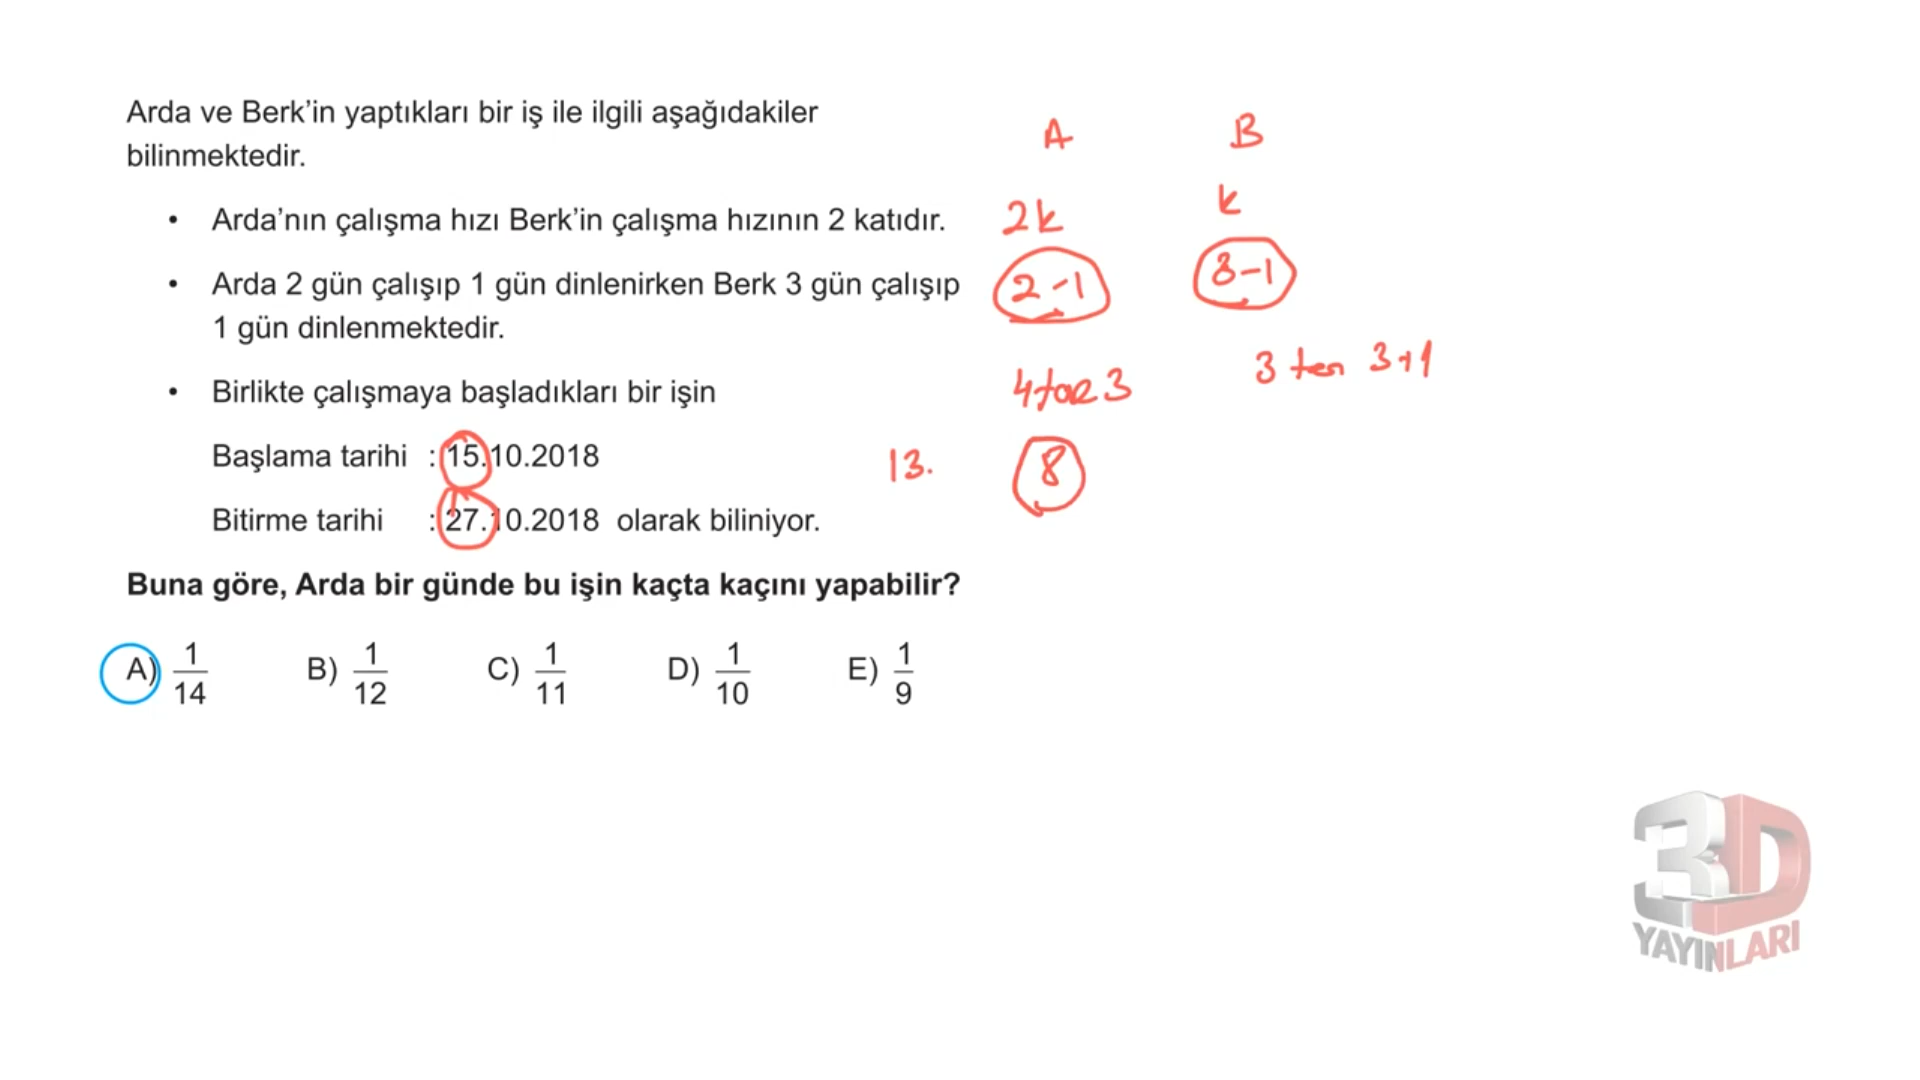 Arda ve Berk’in yaptıkları bir iş ile ilgili aşağıdakiler
bilinmektedir.
• Arda’nın çalışma hızı Berk’in çalışma hızının 2 katıdır.
• Arda 2 gün çalışıp 1 gün dinlenirken Berk 3 gün çalışıp
1 gün dinlenmektedir.
• Birlikte çalışmaya başladıkları bir işin
Başlama tarihi : 15.10.2018
Bitirme tarihi : 27.10.2018 olarak biliniyor.
Buna göre, Arda bir günde bu işin kaçta kaçını yapabilir?
A) 1/14 B) 1/12 C) 1/11 D) 1/10 E) 1/9
A B
2k k
2-1 3-1
4 tane 3 3 ten 3+1
13. 8
3D
YAYINLARI